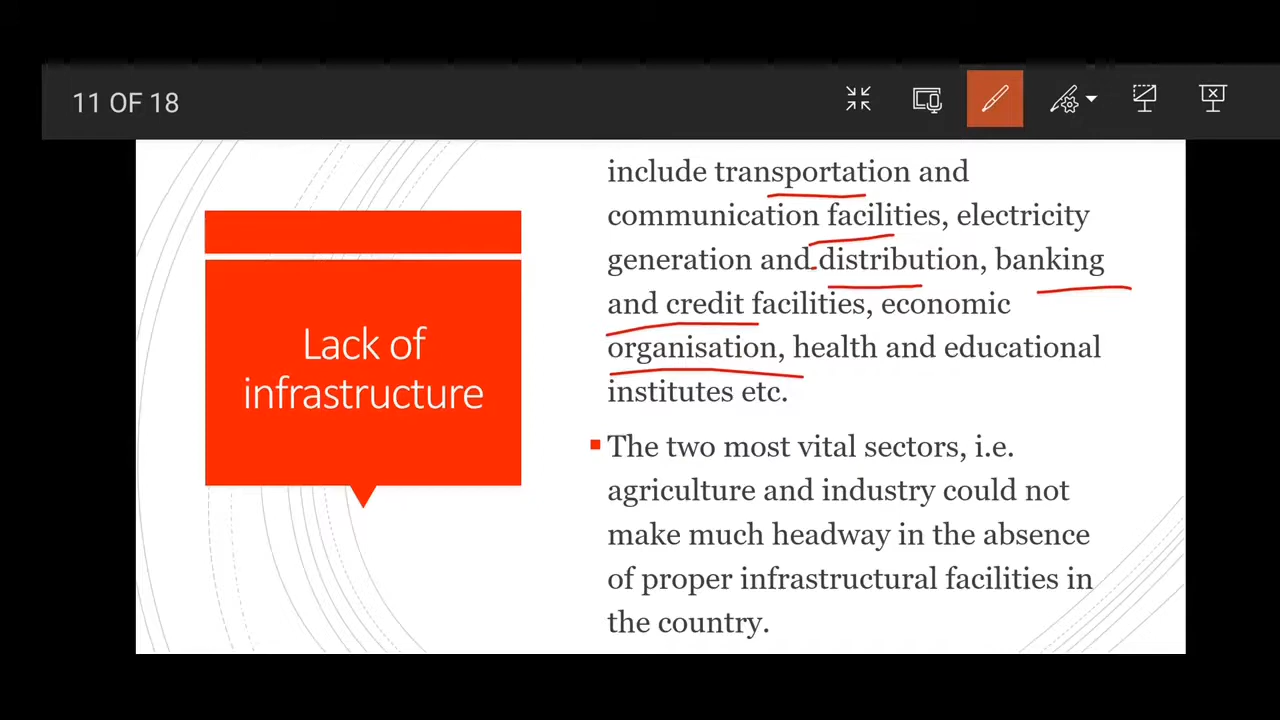 11 OF 18
Lack of
infrastructure
include transportation and
communication facilities, electricity
generation and distribution, banking
and credit facilities, economic
organisation, health and educational
institutes etc.
The two most vital sectors, i.e.
agriculture and industry could not
make much headway in the absence
of proper infrastructural facilities in
the country.